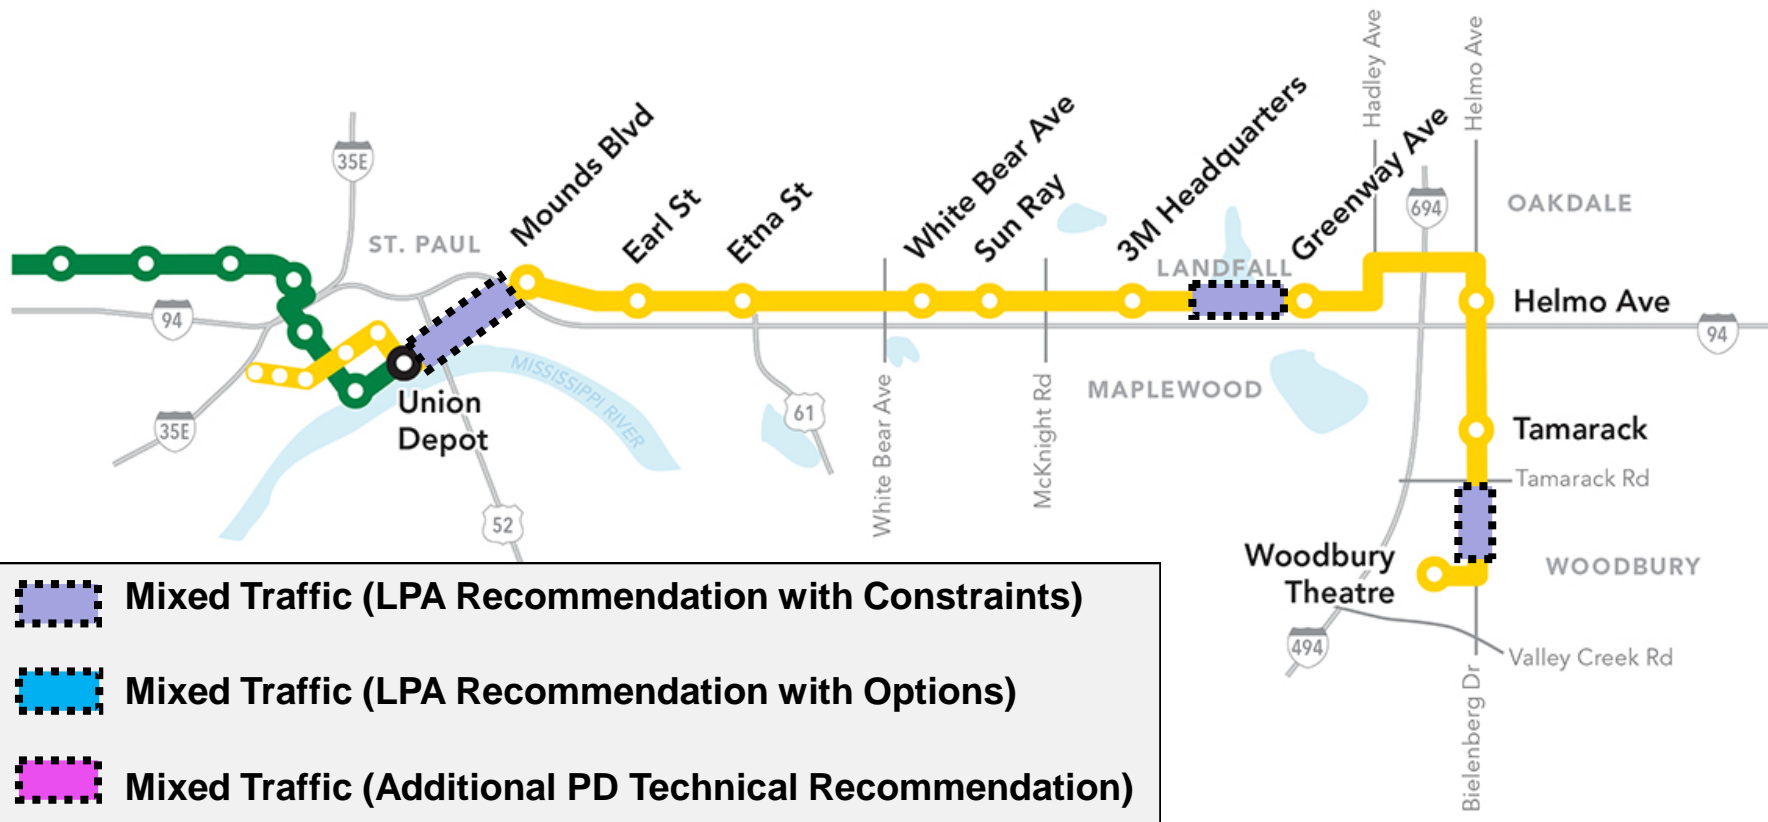 35E
Mounds Blvd
Earl St
Etna St
White Bear Ave
Sun Ray
3M Headquarters
Greenway Ave
Hadley Ave
Helmo Ave
694
OAKDALE
ST. PAUL
LANDFALL
94
Helmo Ave
94
MISSISSIPPI RIVER
MAPLEWOOD
Union
Depot
61
35E
White Bear Ave
McKnight Rd
Tamarack
Tamarack Rd
52
Woodbury
Theatre
WOODBURY
494
Valley Creek Rd
Bielenberg Dr
Mixed Traffic (LPA Recommendation with Constraints)
Mixed Traffic (LPA Recommendation with Options)
Mixed Traffic (Additional PD Technical Recommendation)